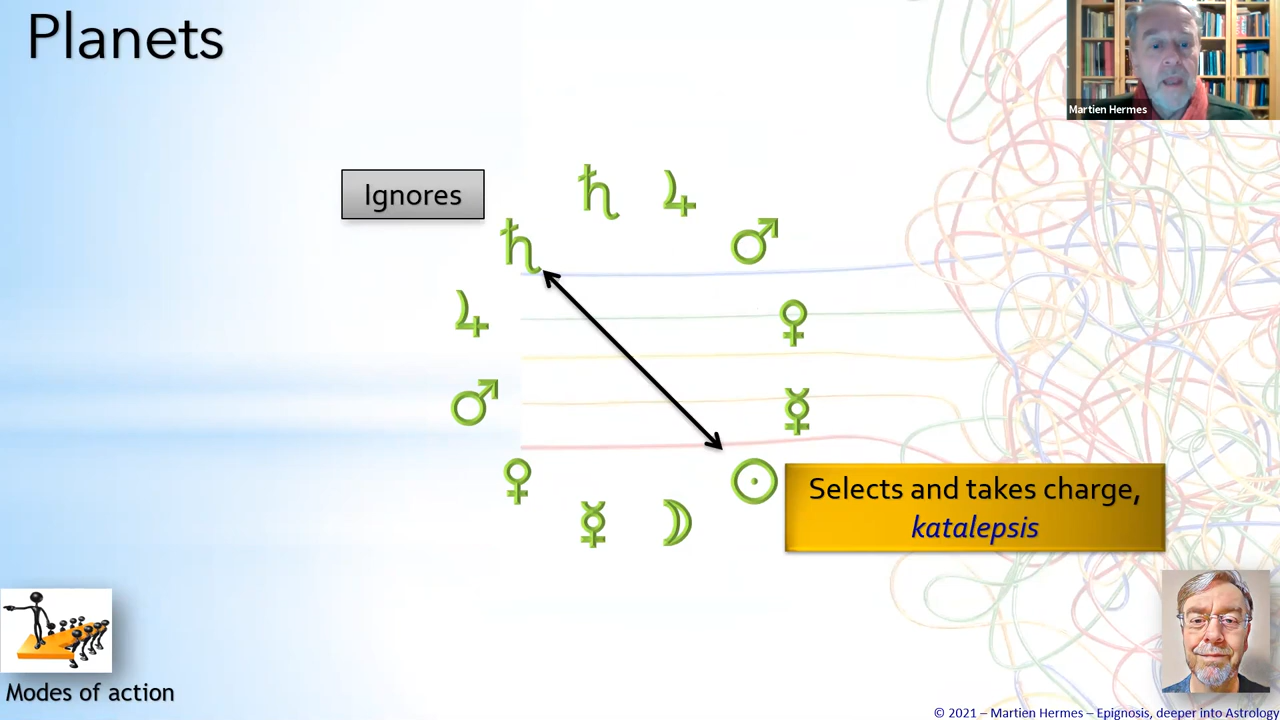 Planets
Martien Hermes
Ignores
♄ ♃
♄ ♂
♃ ♀
♂ ☿
♀ ☿ ☽ ☉
Selects and takes charge,
katalepsis
Modes of action
© 2021 – Martien Hermes – Epignosis, deeper into Astrology